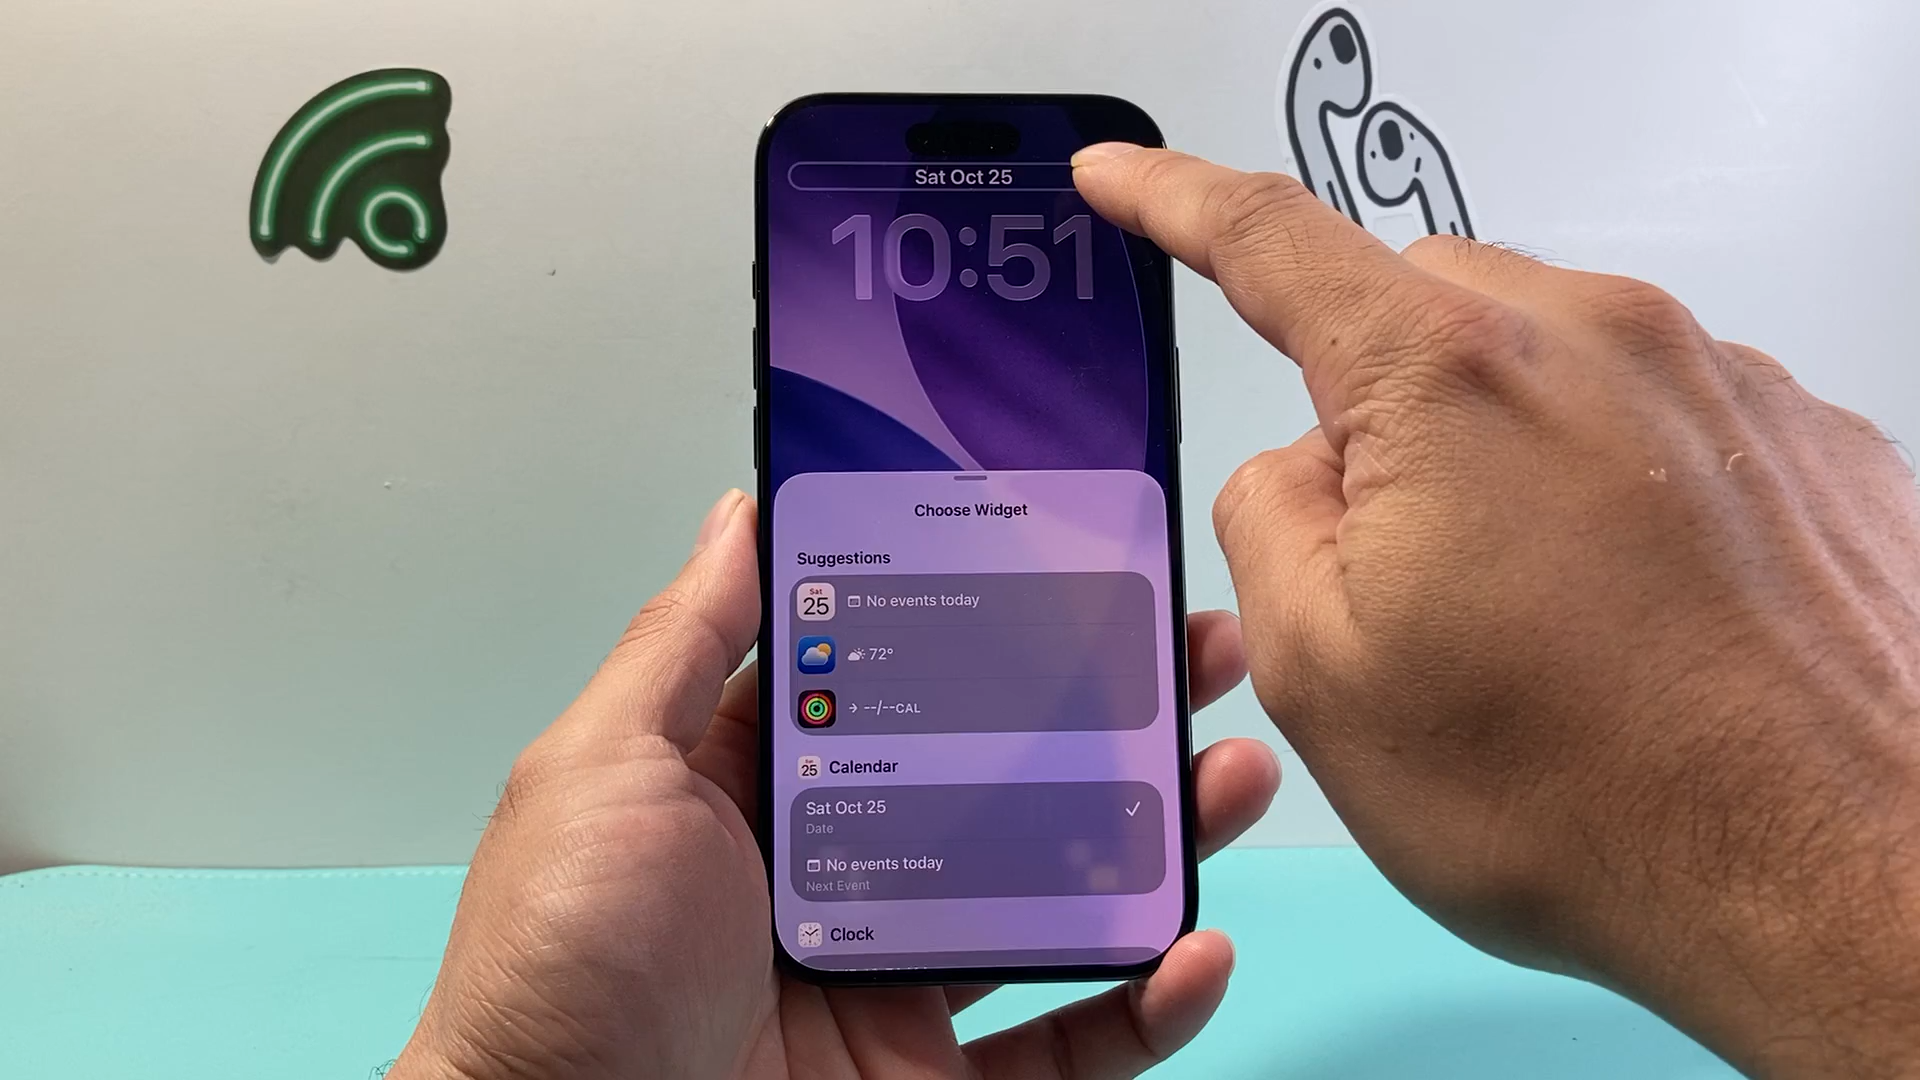 Sat Oct 25
10:51
Choose Widget
Suggestions
Sat
25
No events today
72°
--/--CAL
25
Calendar
Sat Oct 25
Date
No events today
Next Event
Clock